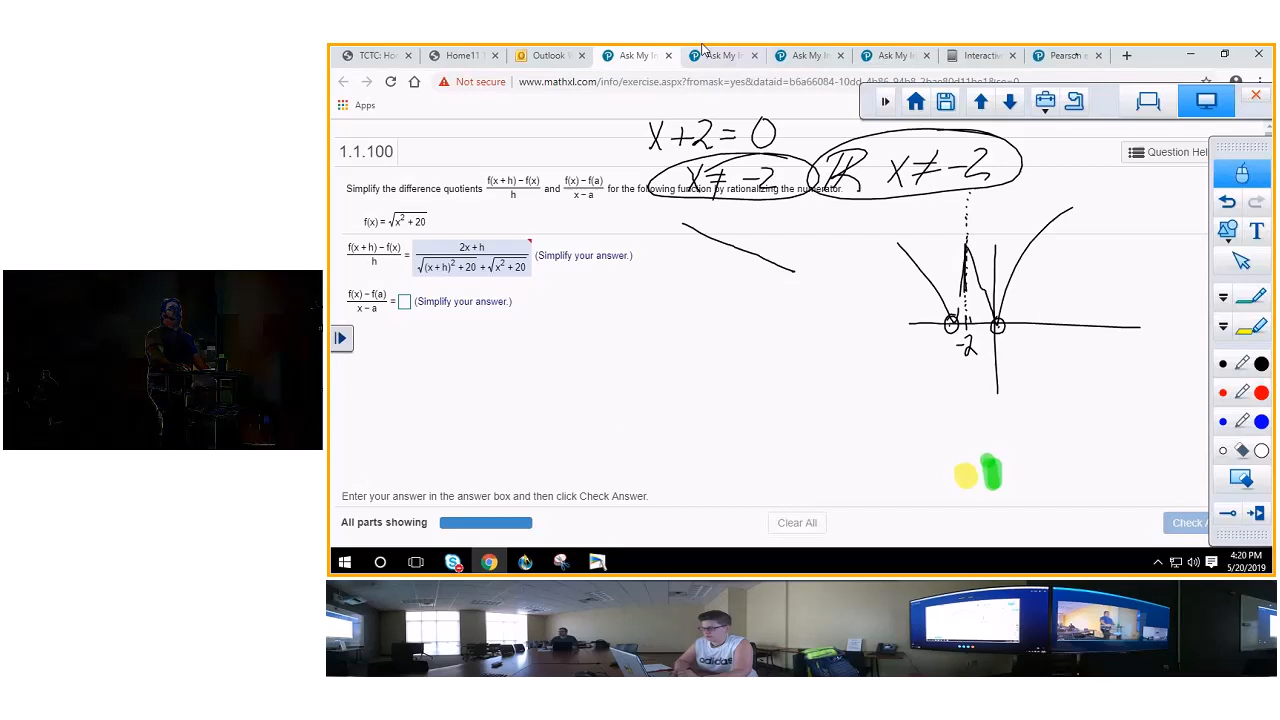 TCTC: Ho
Home11
Outlook
Ask My In
Ask My In
Ask My In
Ask My In
Interactiv
Pearson e
Not secure
www.mathxl.com/info/exercise.aspx?fromask=yes&dataid=b6a66084-10dd
Apps
x+2=0
x≠-2
ℝ x≠-2
1.1.100
Question Hel
Simplify the difference quotients f(x+h)−f(x)/h and f(x)−f(a)/x−a for the following function by rationalizing the numerator.
f(x) = √x²+20
f(x+h)−f(x)/h = 2x+h/√(x+h)²+20 + √x²+20 (Simplify your answer.)
f(x)−f(a)/x−a = (Simplify your answer.)
-2
T
Enter your answer in the answer box and then click Check Answer.
All parts showing
Clear All
Check A
4:20 PM
5/20/2019
adidas